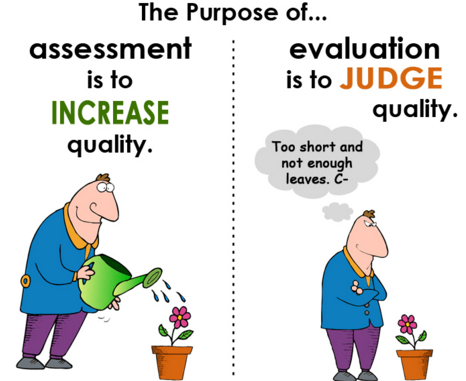 The Purpose of...
assessment
is to
INCREASE
quality.
evaluation
is to JUDGE
quality.
Too short and
not enough
leaves. C-